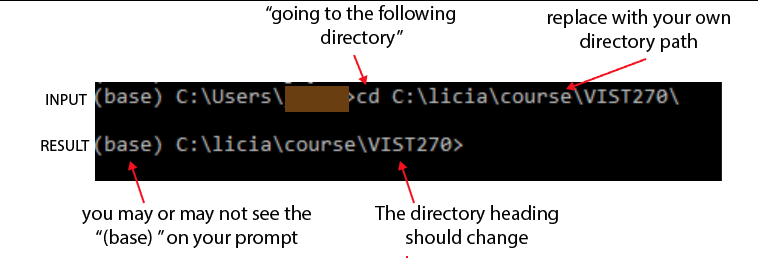 “going to the following
directory”
replace with your own
directory path
INPUT
(base) C:\Users\ >cd C:\licia\course\VIST270\
RESULT
(base) C:\licia\course\VIST270>
you may or may not see the
“(base) ” on your prompt
The directory heading
should change